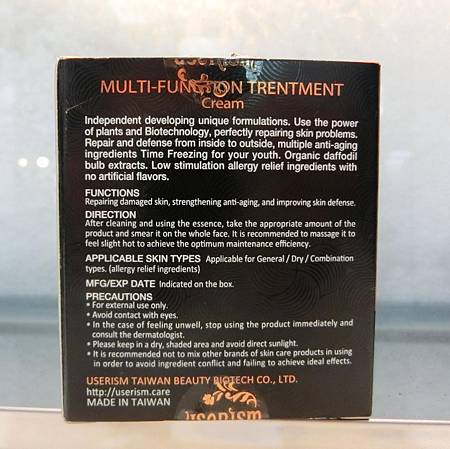 userism
MULTI-FUNCTION TRENTMENT
Cream
Independent developing unique formulations. Use the power
of plants and Biotechnology, perfectly repairing skin problems.
Repair and defense from inside to outside, multiple anti-aging
ingredients Time Freezing for your youth. Organic daffodil
bulb extracts. Low stimulation allergy relief ingredients with
no artificial flavors.
FUNCTIONS
Repairing damaged skin, strengthening anti-aging, and improving skin defense.
DIRECTION
After cleaning and using the essence, take the appropriate amount of the
product and smear it on the whole face. It is recommended to massage it to
feel slight hot to achieve the optimum maintenance efficiency.
APPLICABLE SKIN TYPES Applicable for General / Dry / Combination
types. (allergy relief ingredients)
MFG/EXP DATE Indicated on the box.
PRECAUTIONS
• For external use only.
• Avoid contact with eyes.
• In the case of feeling unwell, stop using the product immediately and
consult the dermatologist.
• Please keep in a dry, shaded area and avoid direct sunlight.
• It is recommended not to mix other brands of skin care products in using
in order to avoid ingredient conflict and failing to achieve ideal effects.
USERISM TAIWAN BEAUTY BIOTECH CO., LTD.
http://userism.care
MADE IN TAIWAN
userism